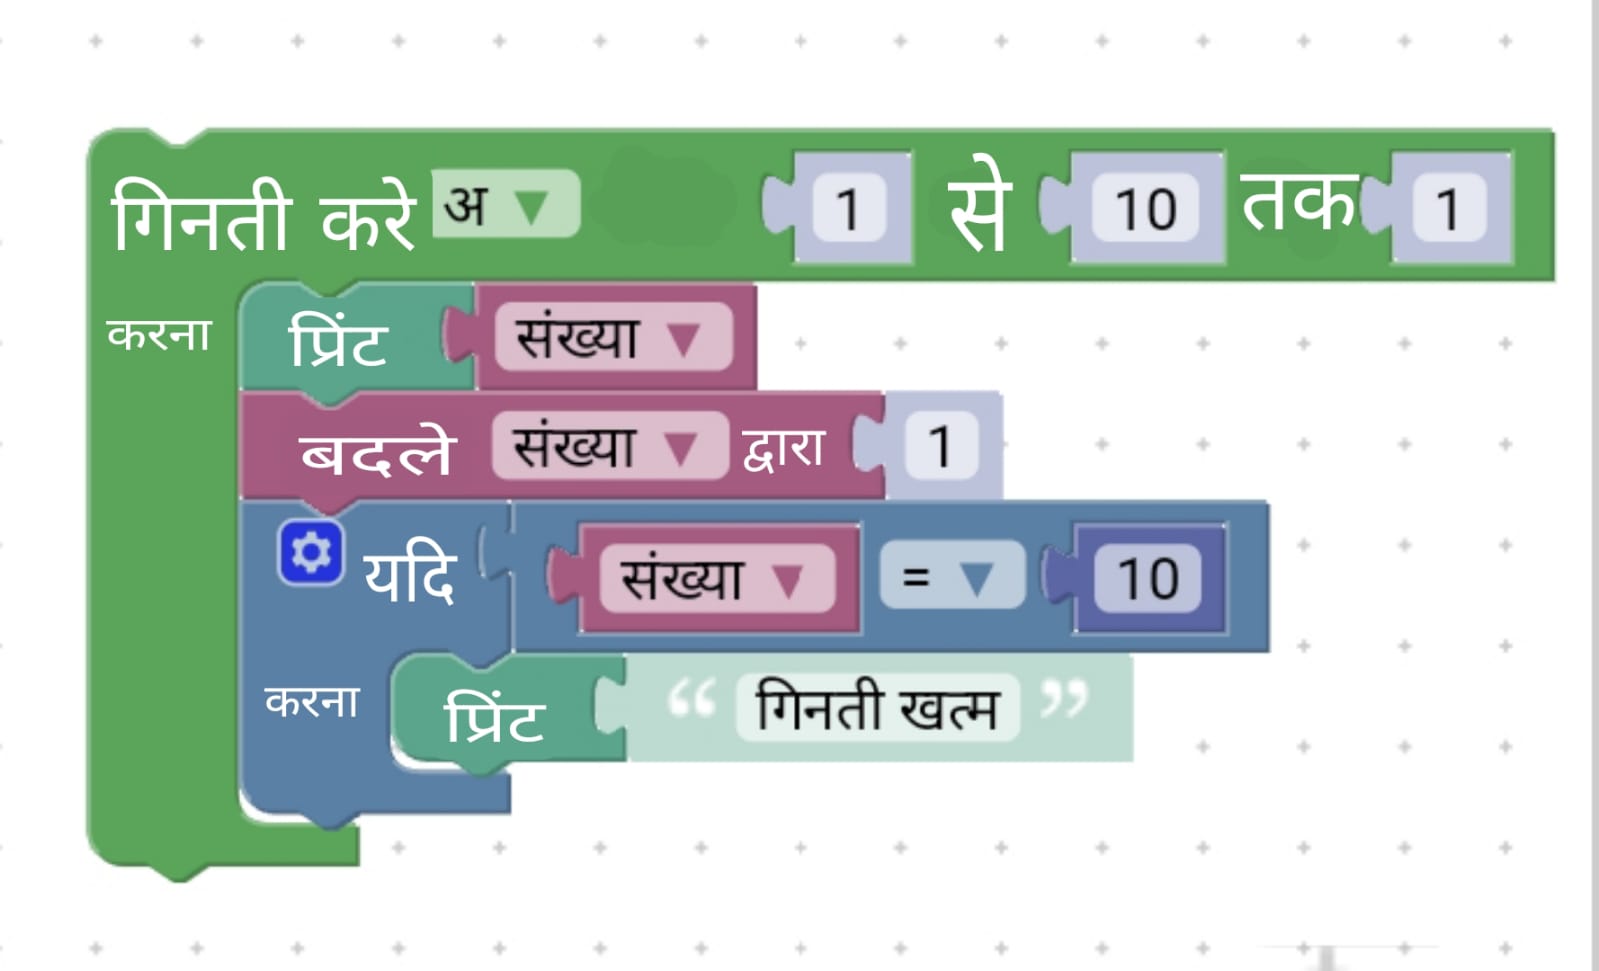 गिनती करे अ 1 से 10 तक 1
करना प्रिंट संख्या
बदले संख्या द्वारा 1
यदि संख्या = 10
करना प्रिंट “ गिनती खत्म ”